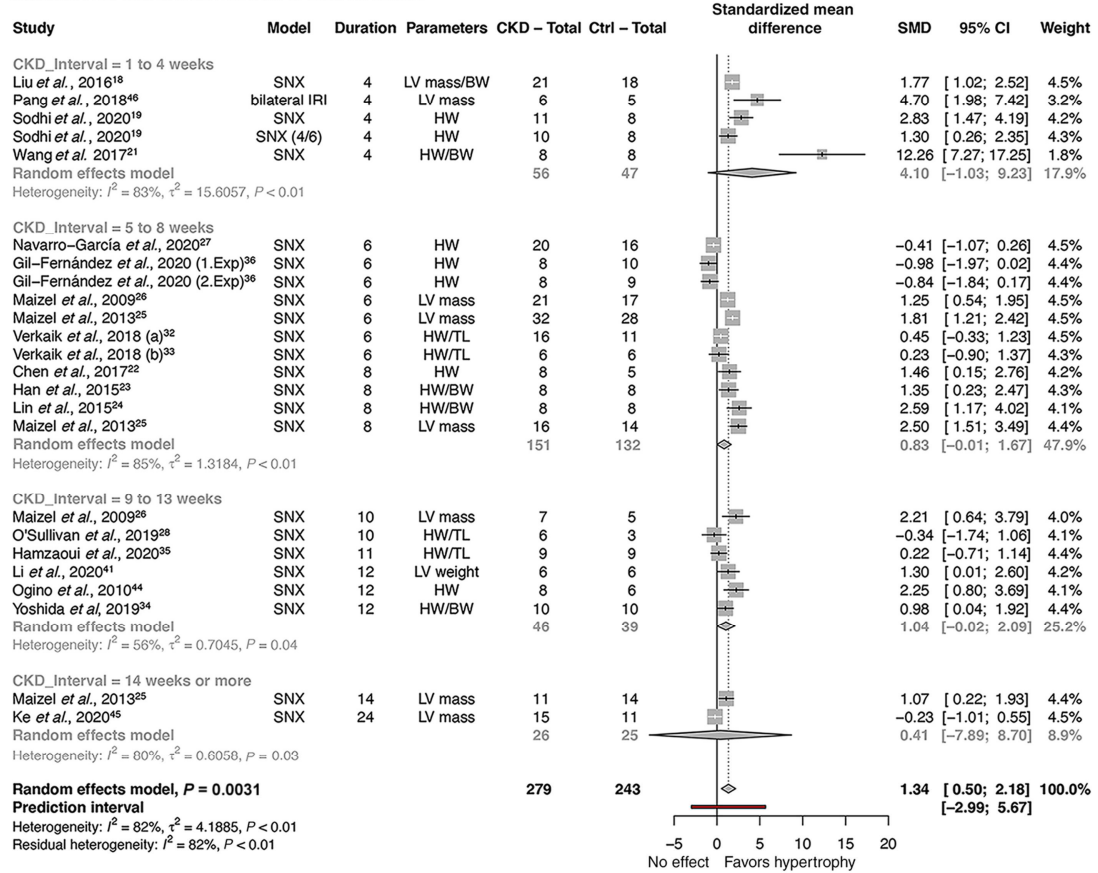 Study Model Duration Parameters CKD – Total Ctrl – Total Standardized mean difference SMD 95% CI Weight
CKD_Interval = 1 to 4 weeks
Liu et al., 2016¹⁸ SNX 4 LV mass/BW 21 18 1.77 [ 1.02; 2.52] 4.5%
Pang et al., 2018⁴⁶ bilateral IRI 4 LV mass 6 5 4.70 [ 1.98; 7.42] 3.2%
Sodhi et al., 2020¹⁹ SNX 4 HW 11 8 2.83 [ 1.47; 4.19] 4.2%
Sodhi et al., 2020¹⁹ SNX (4/6) 4 HW 10 8 1.30 [ 0.26; 2.35] 4.3%
Wang et al. 2017²¹ SNX 4 HW/BW 8 8 12.26 [ 7.27; 17.25] 1.8%
Random effects model 56 47 4.10 [−1.03; 9.23] 17.9%
Heterogeneity: I² = 83%, τ² = 15.6057, P < 0.01
CKD_Interval = 5 to 8 weeks
Navarro–García et al., 2020²⁷ SNX 6 HW 20 16 −0.41 [−1.07; 0.26] 4.5%
Gil–Fernández et al., 2020 (1.Exp)³⁶ SNX 6 HW 8 10 −0.98 [−1.97; 0.02] 4.4%
Gil–Fernández et al., 2020 (2.Exp)³⁶ SNX 6 HW 8 9 −0.84 [−1.84; 0.17] 4.4%
Maizel et al., 2009²⁶ SNX 6 LV mass 21 17 1.25 [ 0.54; 1.95] 4.5%
Maizel et al., 2013²⁵ SNX 6 LV mass 32 28 1.81 [ 1.21; 2.42] 4.5%
Verkaik et al., 2018 (a)³² SNX 6 HW/TL 16 11 0.45 [−0.33; 1.23] 4.5%
Verkaik et al., 2018 (b)³³ SNX 6 HW/TL 6 6 0.23 [−0.90; 1.37] 4.3%
Chen et al., 2017²² SNX 8 HW 8 5 1.46 [ 0.15; 2.76] 4.2%
Han et al., 2015²³ SNX 8 HW/BW 8 8 1.35 [ 0.23; 2.47] 4.3%
Lin et al., 2015²⁴ SNX 8 HW/BW 8 8 2.59 [ 1.17; 4.02] 4.1%
Maizel et al., 2013²⁵ SNX 8 LV mass 16 14 2.50 [ 1.51; 3.49] 4.4%
Random effects model 151 132 0.83 [−0.01; 1.67] 47.9%
Heterogeneity: I² = 85%, τ² = 1.3184, P < 0.01
CKD_Interval = 9 to 13 weeks
Maizel et al., 2009²⁶ SNX 10 LV mass 7 5 2.21 [ 0.64; 3.79] 4.0%
O'Sullivan et al., 2019²⁸ SNX 10 HW/TL 6 3 −0.34 [−1.74; 1.06] 4.1%
Hamzaoui et al., 2020³⁵ SNX 11 HW/TL 9 9 0.22 [−0.71; 1.14] 4.4%
Li et al., 2020⁴¹ SNX 12 LV weight 6 6 1.30 [ 0.01; 2.60] 4.2%
Ogino et al., 2010⁴⁴ SNX 12 HW 8 6 2.25 [ 0.80; 3.69] 4.1%
Yoshida et al, 2019³⁴ SNX 12 HW/BW 10 10 0.98 [ 0.04; 1.92] 4.4%
Random effects model 46 39 1.04 [−0.02; 2.09] 25.2%
Heterogeneity: I² = 56%, τ² = 0.7045, P = 0.04
CKD_Interval = 14 weeks or more
Maizel et al., 2013²⁵ SNX 14 LV mass 11 14 1.07 [ 0.22; 1.93] 4.4%
Ke et al., 2020⁴⁵ SNX 24 LV mass 15 11 −0.23 [−1.01; 0.55] 4.5%
Random effects model 26 25 0.41 [−7.89; 8.70] 8.9%
Heterogeneity: I² = 80%, τ² = 0.6058, P = 0.03
Random effects model, P = 0.0031 279 243 1.34 [ 0.50; 2.18] 100.0%
Prediction interval [−2.99; 5.67]
Heterogeneity: I² = 82%, τ² = 4.1885, P < 0.01
Residual heterogeneity: I² = 82%, P < 0.01
−5 0 5 10 15 20
No effect Favors hypertrophy